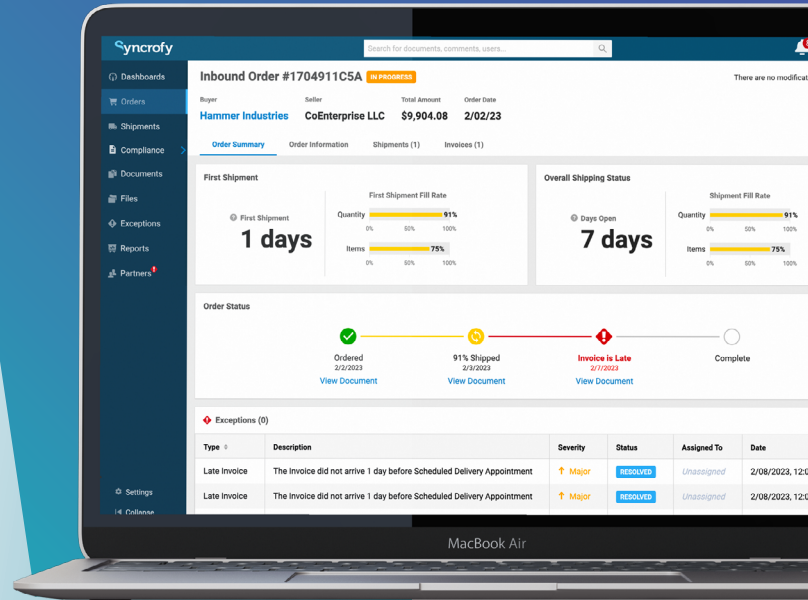 Syncrofy
Search for documents, comments, users...
Dashboards
Orders
Shipments
Compliance
Documents
Files
Exceptions
Reports
Partners
Settings
Collapse
Inbound Order #1704911C5A IN PROGRESS
There are no modificat
Buyer Seller Total Amount Order Date
Hammer Industries CoEnterprise LLC $9,904.08 2/02/23
Order Summary Order Information Shipments (1) Invoices (1)
First Shipment
First Shipment Fill Rate
First Shipment
1 days
Quantity 91%
0% 50% 100%
Items 75%
0% 50% 100%
Overall Shipping Status
Shipment Fill Rate
Days Open
7 days
Quantity 91%
0% 50% 100%
Items 75%
0% 50% 100%
Order Status
Ordered 91% Shipped Invoice is Late Complete
2/2/2023 2/3/2023 2/7/2023
View Document View Document View Document
Exceptions (0)
Type Description Severity Status Assigned To Date
Late Invoice The Invoice did not arrive 1 day before Scheduled Delivery Appointment Major RESOLVED Unassigned 2/08/2023, 12:0
Late Invoice The Invoice did not arrive 1 day before Scheduled Delivery Appointment Major RESOLVED Unassigned 2/08/2023, 12:0
MacBook Air